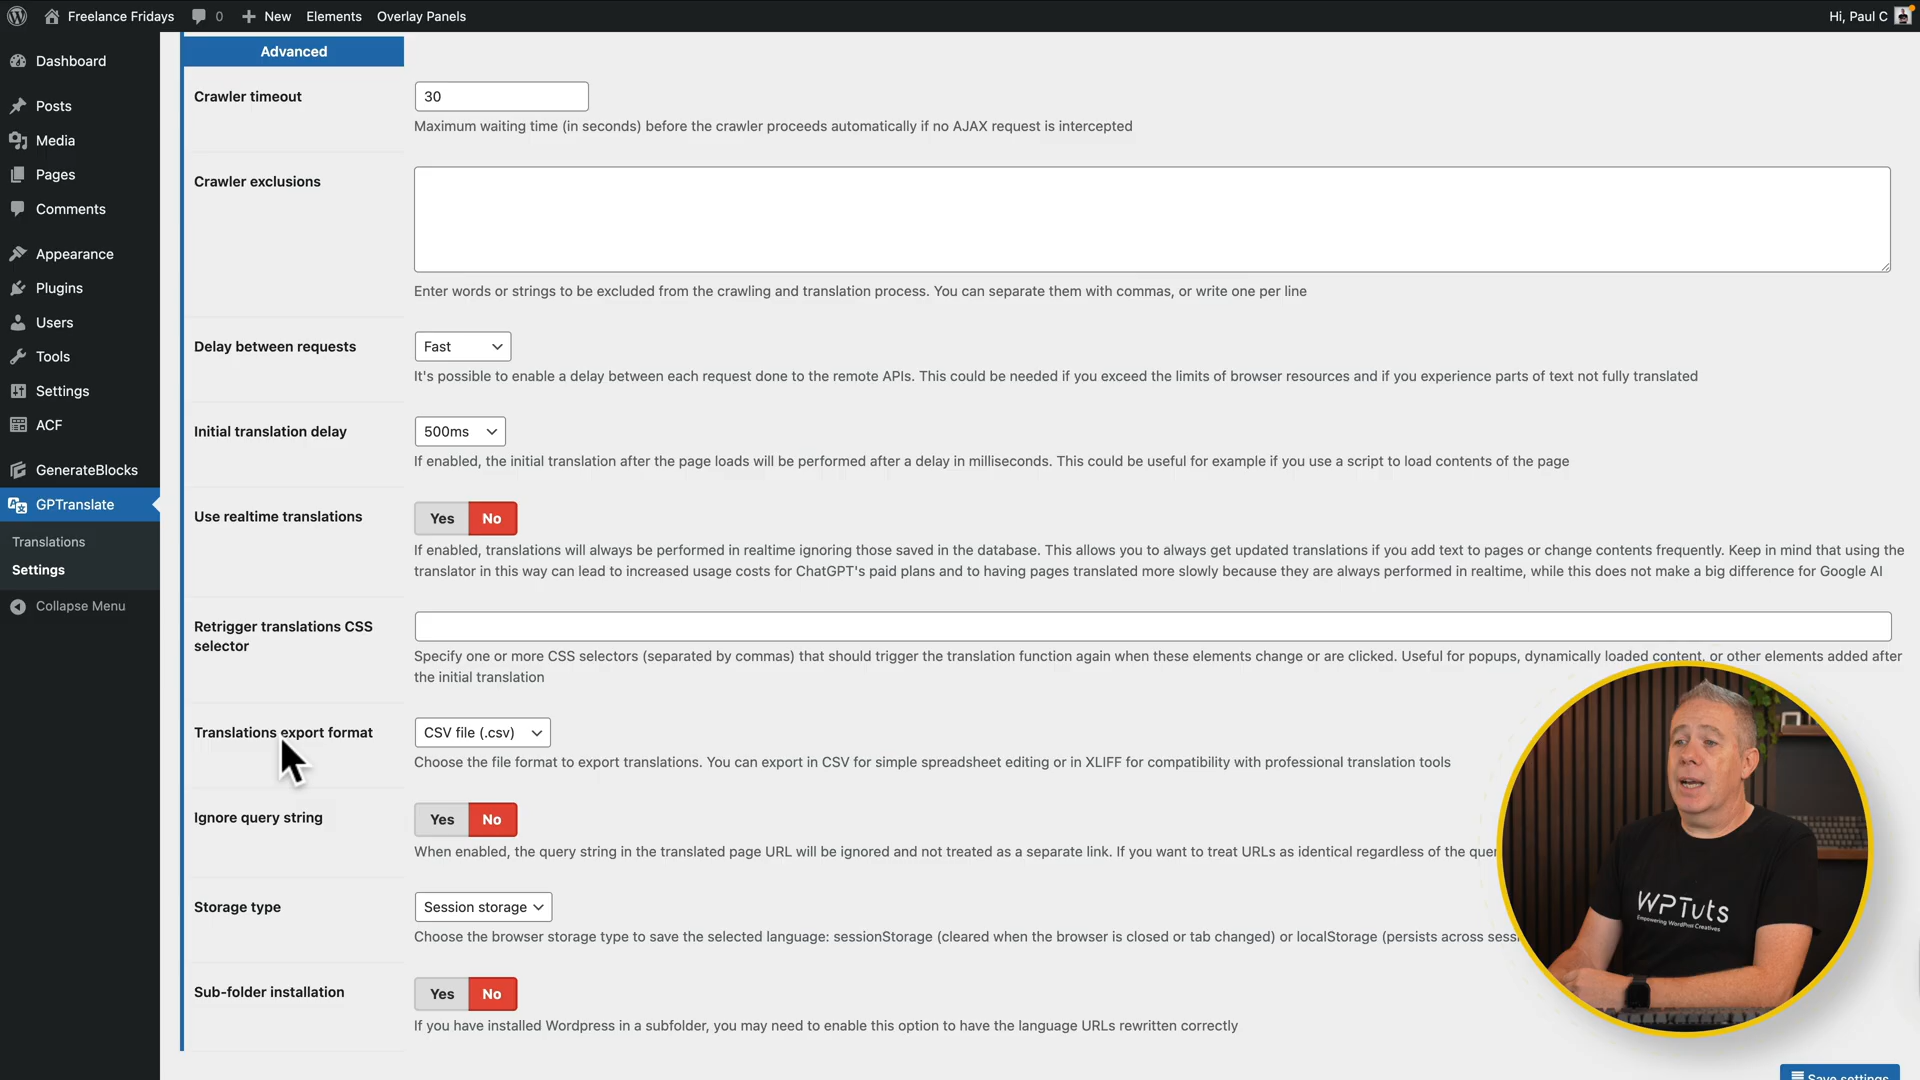 Freelance Fridays
0
New
Elements
Overlay Panels
Hi, Paul C
Dashboard
Posts
Media
Pages
Comments
Appearance
Plugins
Users
Tools
Settings
ACF
GenerateBlocks
GPTranslate
Translations
Settings
Collapse Menu
Advanced
Crawler timeout
30
Maximum waiting time (in seconds) before the crawler proceeds automatically if no AJAX request is intercepted
Crawler exclusions
Enter words or strings to be excluded from the crawling and translation process. You can separate them with commas, or write one per line
Delay between requests
Fast
It's possible to enable a delay between each request done to the remote APIs. This could be needed if you exceed the limits of browser resources and if you experience parts of text not fully translated
Initial translation delay
500ms
If enabled, the initial translation after the page loads will be performed after a delay in milliseconds. This could be useful for example if you use a script to load contents of the page
Use realtime translations
Yes No
If enabled, translations will always be performed in realtime ignoring those saved in the database. This allows you to always get updated translations if you add text to pages or change contents frequently. Keep in mind that using the
translator in this way can lead to increased usage costs for ChatGPT's paid plans and to having pages translated more slowly because they are always performed in realtime, while this does not make a big difference for Google AI
Retrigger translations CSS
selector
Specify one or more CSS selectors (separated by commas) that should trigger the translation function again when these elements change or are clicked. Useful for popups, dynamically loaded content, or other elements added after
the initial translation
Translations export format
CSV file (.csv)
Choose the file format to export translations. You can export in CSV for simple spreadsheet editing or in XLIFF for compatibility with professional translation tools
Ignore query string
Yes No
When enabled, the query string in the translated page URL will be ignored and not treated as a separate link. If you want to treat URLs as identical regardless of the
Storage type
Session storage
Choose the browser storage type to save the selected language: sessionStorage (cleared when the browser is closed or tab changed) or localStorage (persists across
Sub-folder installation
Yes No
If you have installed Wordpress in a subfolder, you may need to enable this option to have the language URLs rewritten correctly
WPTuts
Empowering WordPress Creatives
Save settings